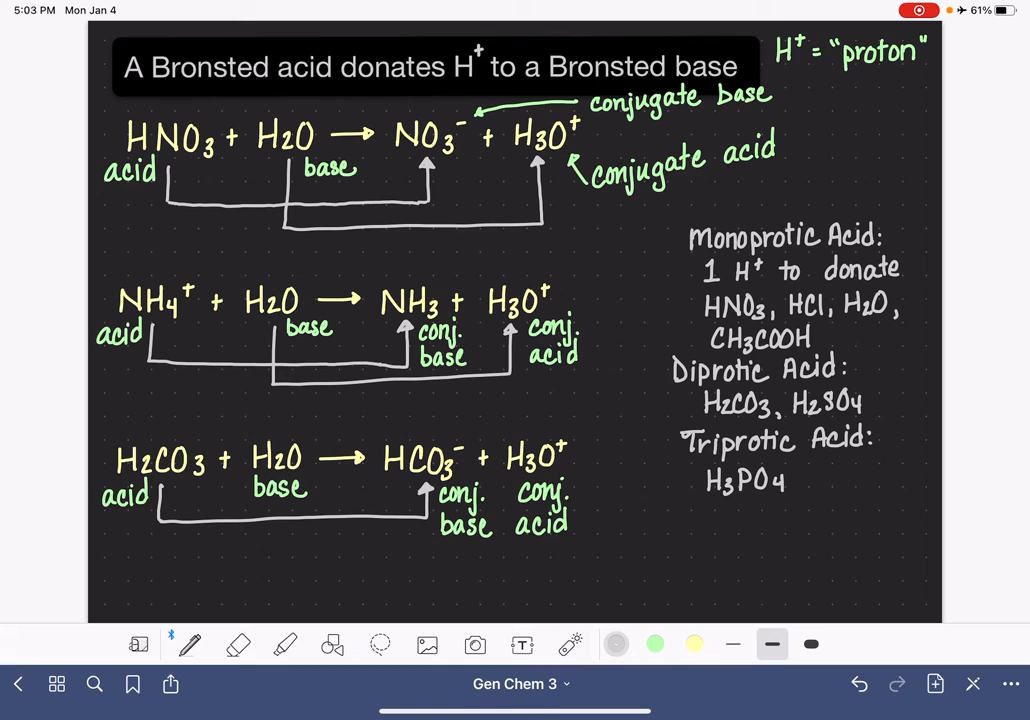 5:03 PM Mon Jan 4
61%
A Bronsted acid donates H⁺ to a Bronsted base
H⁺ = "proton"
conjugate base
HNO₃ + H₂O → NO₃⁻ + H₃O⁺
acid base
conjugate acid
Monoprotic Acid:
1 H⁺ to donate
HNO₃, HCl, H₂O,
CH₃COOH
NH₄⁺ + H₂O → NH₃ + H₃O⁺
acid base conj. base conj. acid
Diprotic Acid:
H₂CO₃, H₂SO₄
Triprotic Acid:
H₃PO₄
H₂CO₃ + H₂O → HCO₃⁻ + H₃O⁺
acid base conj. base conj. acid
T
Gen Chem 3